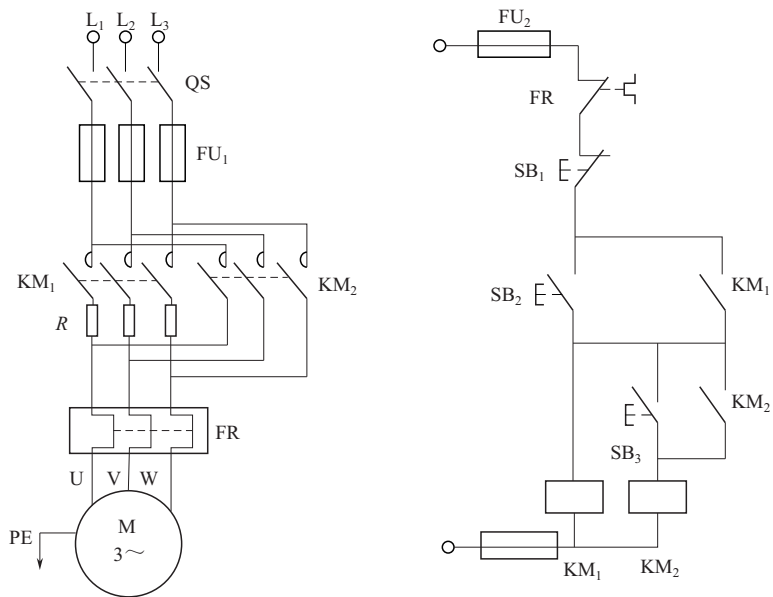 L₁ L₂ L₃
QS
FU₁
KM₁
KM₂
R
FR
U V W
M
3～
PE
FU₂
FR
SB₁
SB₂
KM₁
KM₂
SB₃
KM₁
KM₂